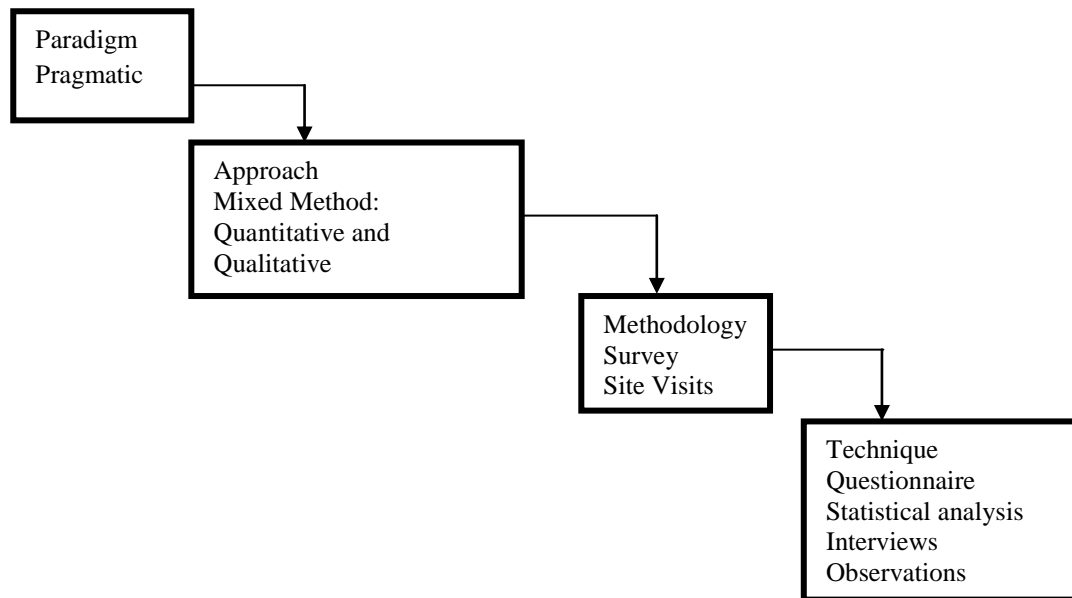 Paradigm
Pragmatic
Approach
Mixed Method:
Quantitative and
Qualitative
Methodology
Survey
Site Visits
Technique
Questionnaire
Statistical analysis
Interviews
Observations